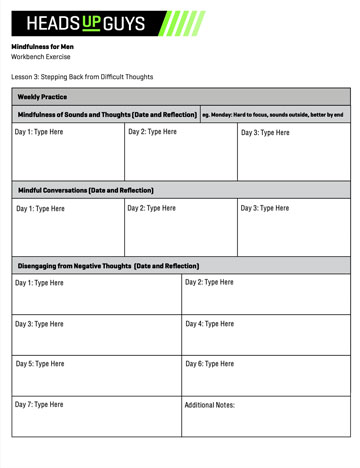 HEADSUPGUYS
Mindfulness for Men
Workbench Exercise
Lesson 3: Stepping Back from Difficult Thoughts
Weekly Practice
Mindfulness of Sounds and Thoughts (Date and Reflection) eg. Monday: Hard to focus, sounds outside, better by end
Day 1: Type Here Day 2: Type Here Day 3: Type Here
Mindful Conversations (Date and Reflection)
Day 1: Type Here Day 2: Type Here Day 3: Type Here
Disengaging from Negative Thoughts (Date and Reflection)
Day 1: Type Here Day 2: Type Here
Day 3: Type Here Day 4: Type Here
Day 5: Type Here Day 6: Type Here
Day 7: Type Here Additional Notes: